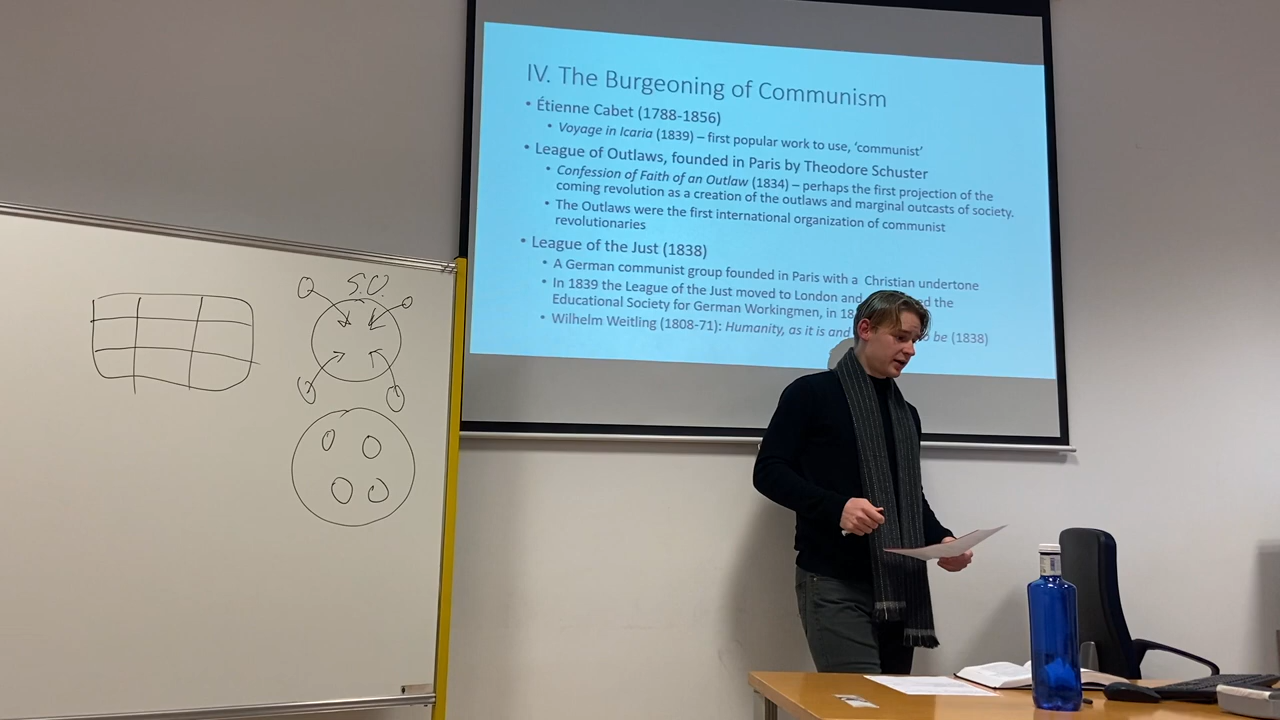 IV. The Burgeoning of Communism
• Étienne Cabet (1788-1856)
• Voyage in Icaria (1839) – first popular work to use, ‘communist’
• League of Outlaws, founded in Paris by Theodore Schuster
• Confession of Faith of an Outlaw (1834) – perhaps the first projection of the
coming revolution as a creation of the outlaws and marginal outcasts of society.
• The Outlaws were the first international organization of communist
revolutionaries
• League of the Just (1838)
• A German communist group founded in Paris with a Christian undertone
• In 1839 the League of the Just moved to London and the
Educational Society for German Workingmen, in
• Wilhelm Weitling (1808-71): Humanity, as it is and be (1838)
S.O.